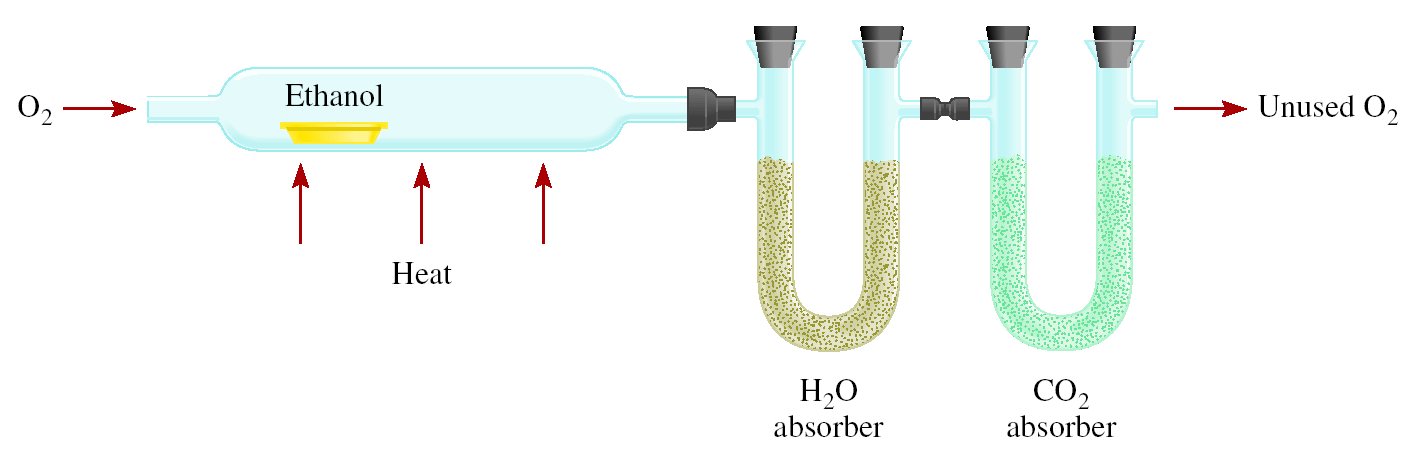 O₂
Ethanol
Unused O₂
Heat
H₂O
absorber
CO₂
absorber